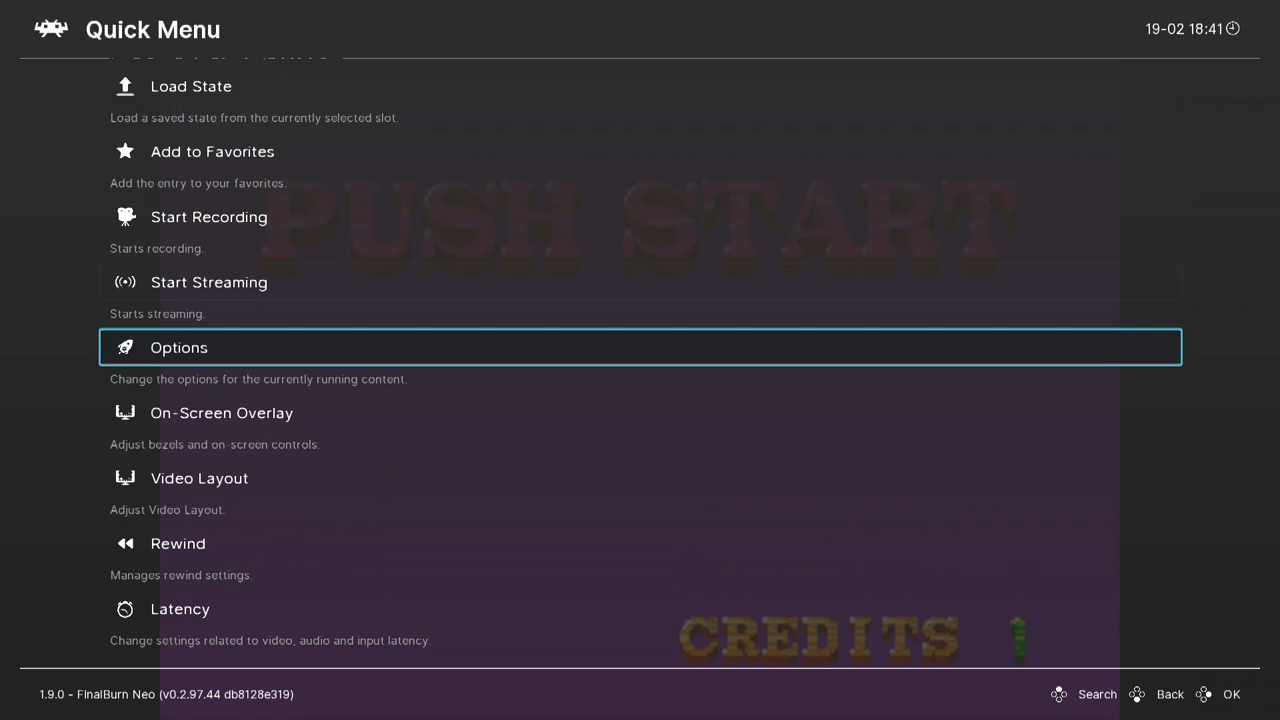 Quick Menu
19-02 18:41
Load State
Load a saved state from the currently selected slot.
Add to Favorites
Add the entry to your favorites.
PUSH START
Start Recording
Starts recording.
Start Streaming
Starts streaming.
Options
Change the options for the currently running content.
On-Screen Overlay
Adjust bezels and on-screen controls.
Video Layout
Adjust Video Layout.
Rewind
Manages rewind settings.
Latency
Change settings related to video, audio and input latency.
CREDITS 1
1.9.0 - FinalBurn Neo (v0.2.97.44 db8128e319)
Search Back OK